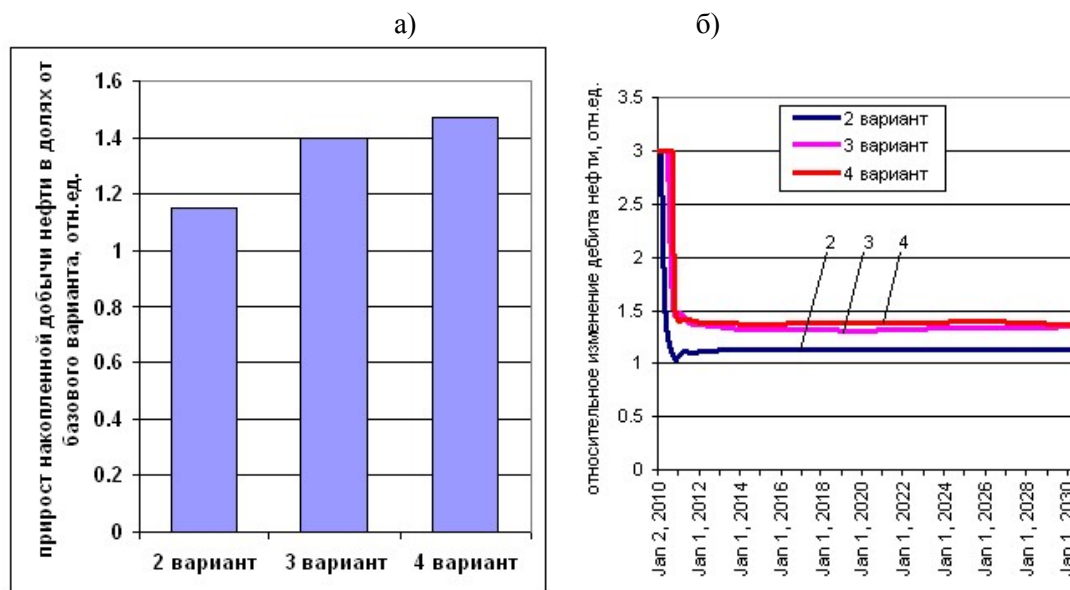 а)
б)
прирост накопленной добычи нефти в долях от
базового варианта, отн.ед.
1.6
1.4
1.2
1
0.8
0.6
0.4
0.2
0
2 вариант
3 вариант
4 вариант
относительное изменение дебита нефти, отн.ед.
3.5
3
2.5
2
1.5
1
0.5
0
2 вариант
3 вариант
4 вариант
2
3
4
Jan 2, 2010
Jan 1, 2012
Jan 1, 2014
Jan 1, 2016
Jan 1, 2018
Jan 1, 2020
Jan 1, 2022
Jan 1, 2024
Jan 1, 2026
Jan 1, 2028
Jan 1, 2030